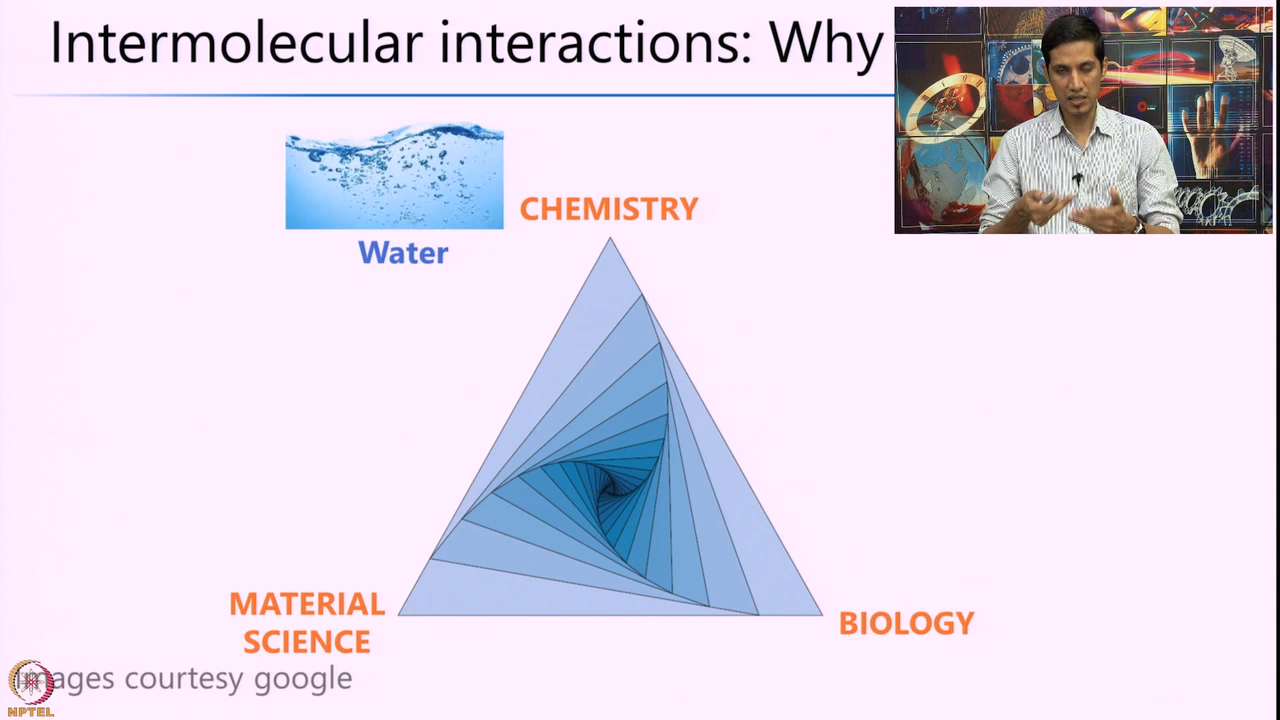 Intermolecular interactions: Why
CHEMISTRY
Water
MATERIAL
SCIENCE
BIOLOGY
images courtesy google
NPTEL